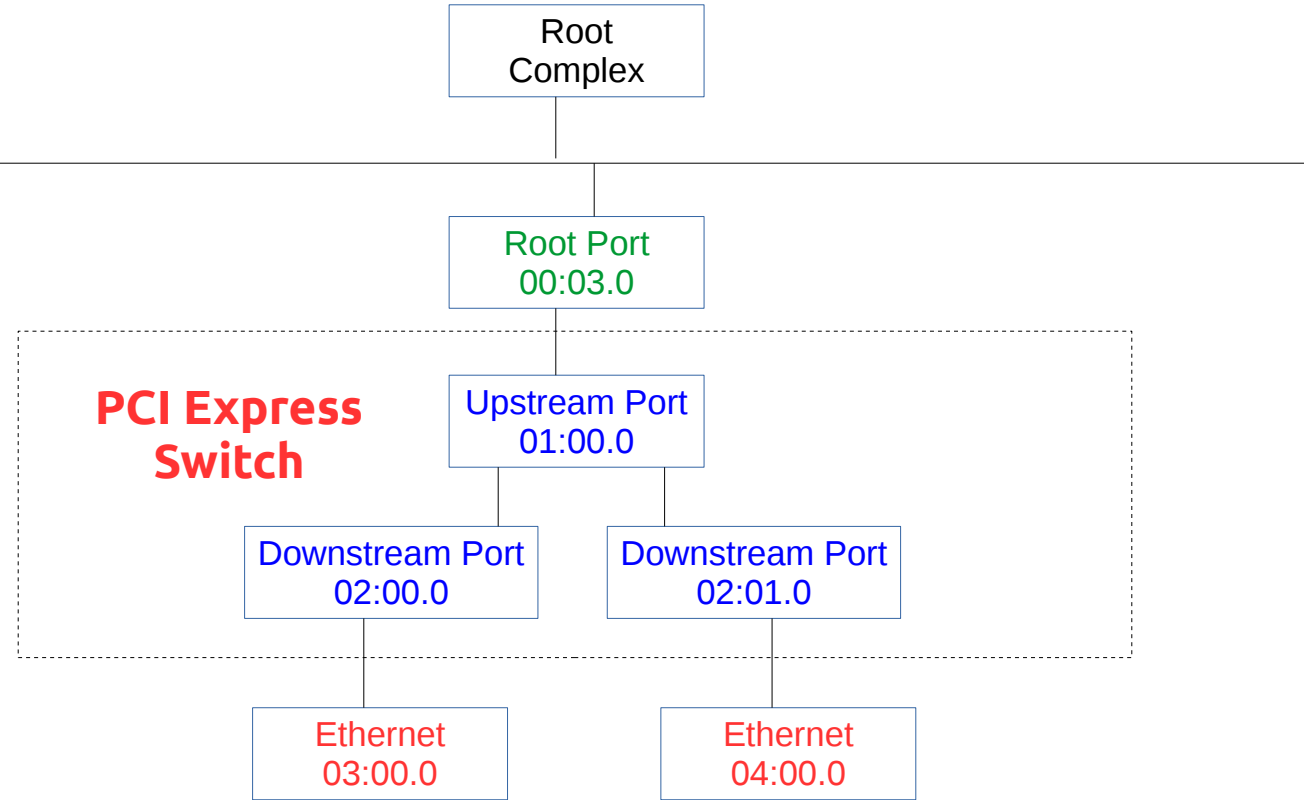 Root
Complex
Root Port
00:03.0
PCI Express
Switch
Upstream Port
01:00.0
Downstream Port
02:00.0
Downstream Port
02:01.0
Ethernet
03:00.0
Ethernet
04:00.0